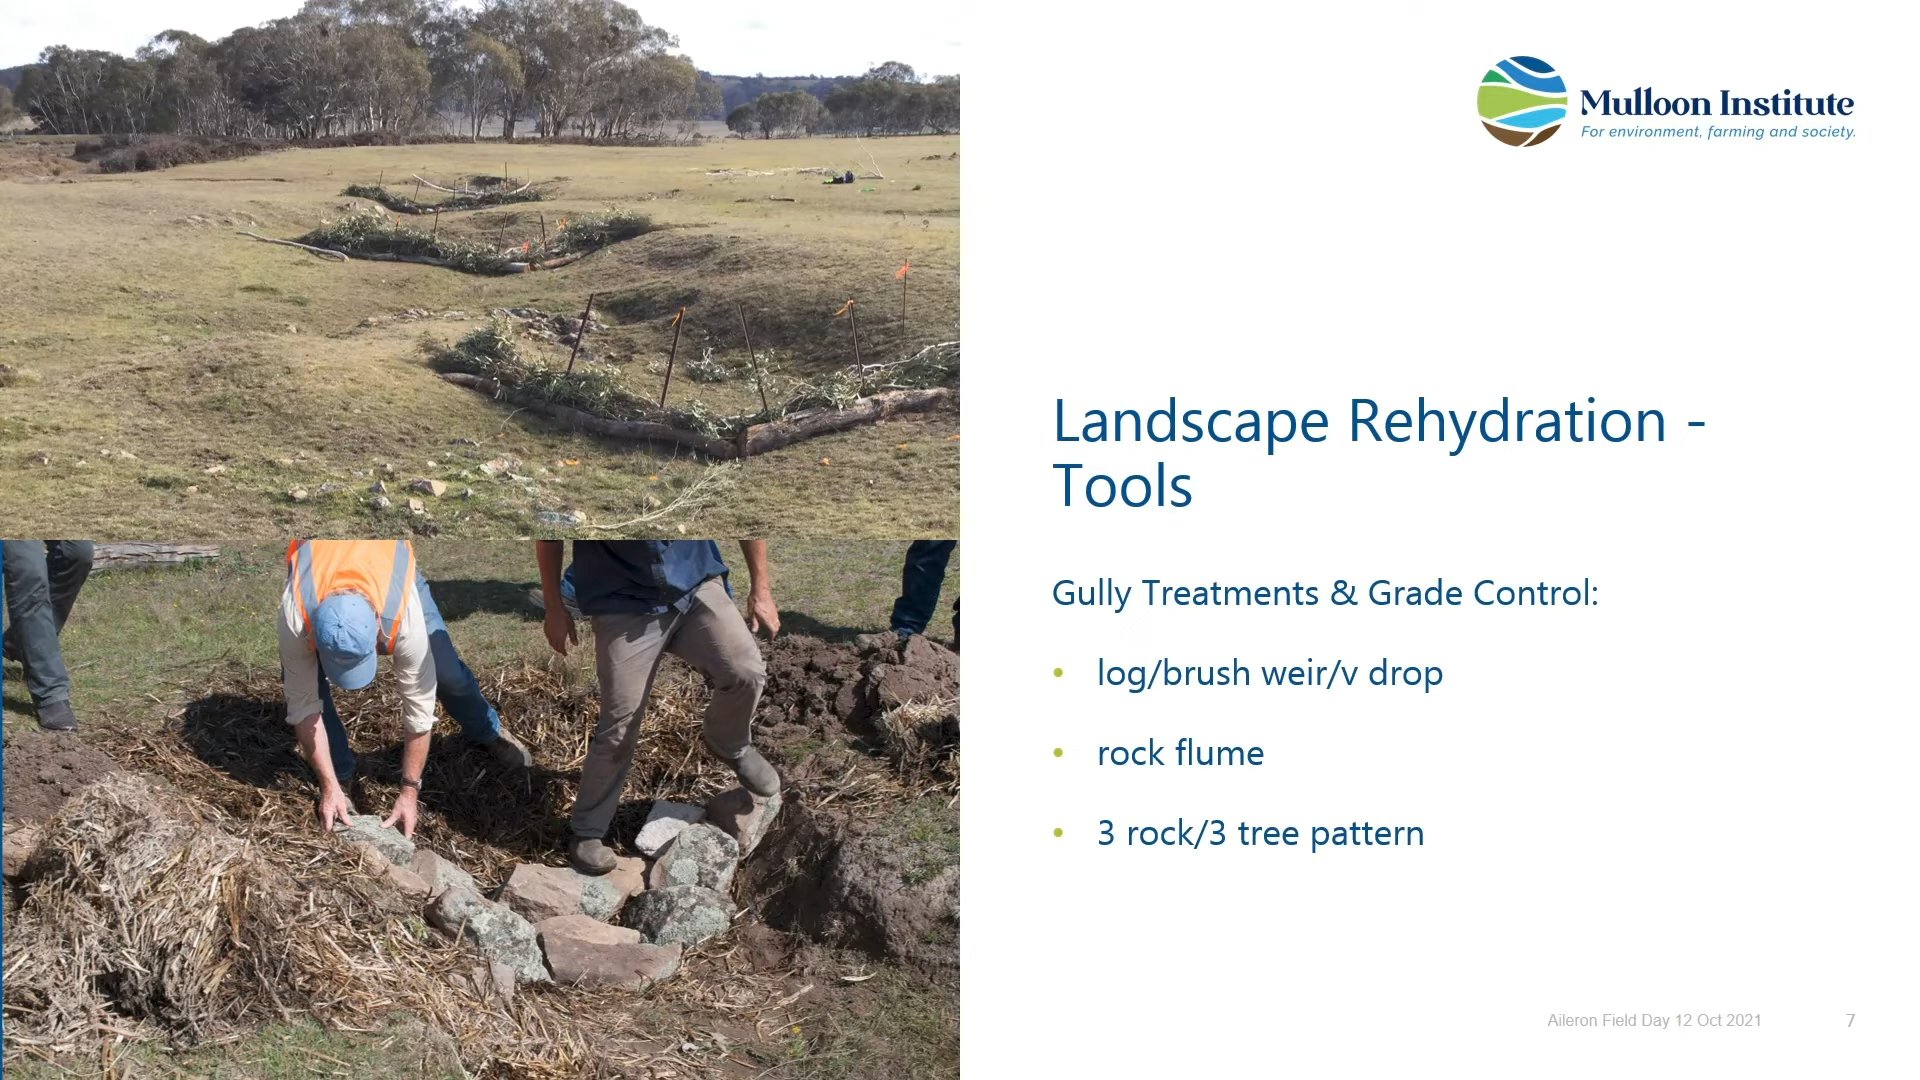 Mulloon Institute
For environment, farming and society.
Landscape Rehydration -
Tools
Gully Treatments & Grade Control:
• log/brush weir/v drop
• rock flume
• 3 rock/3 tree pattern
Aileron Field Day 12 Oct 2021 7